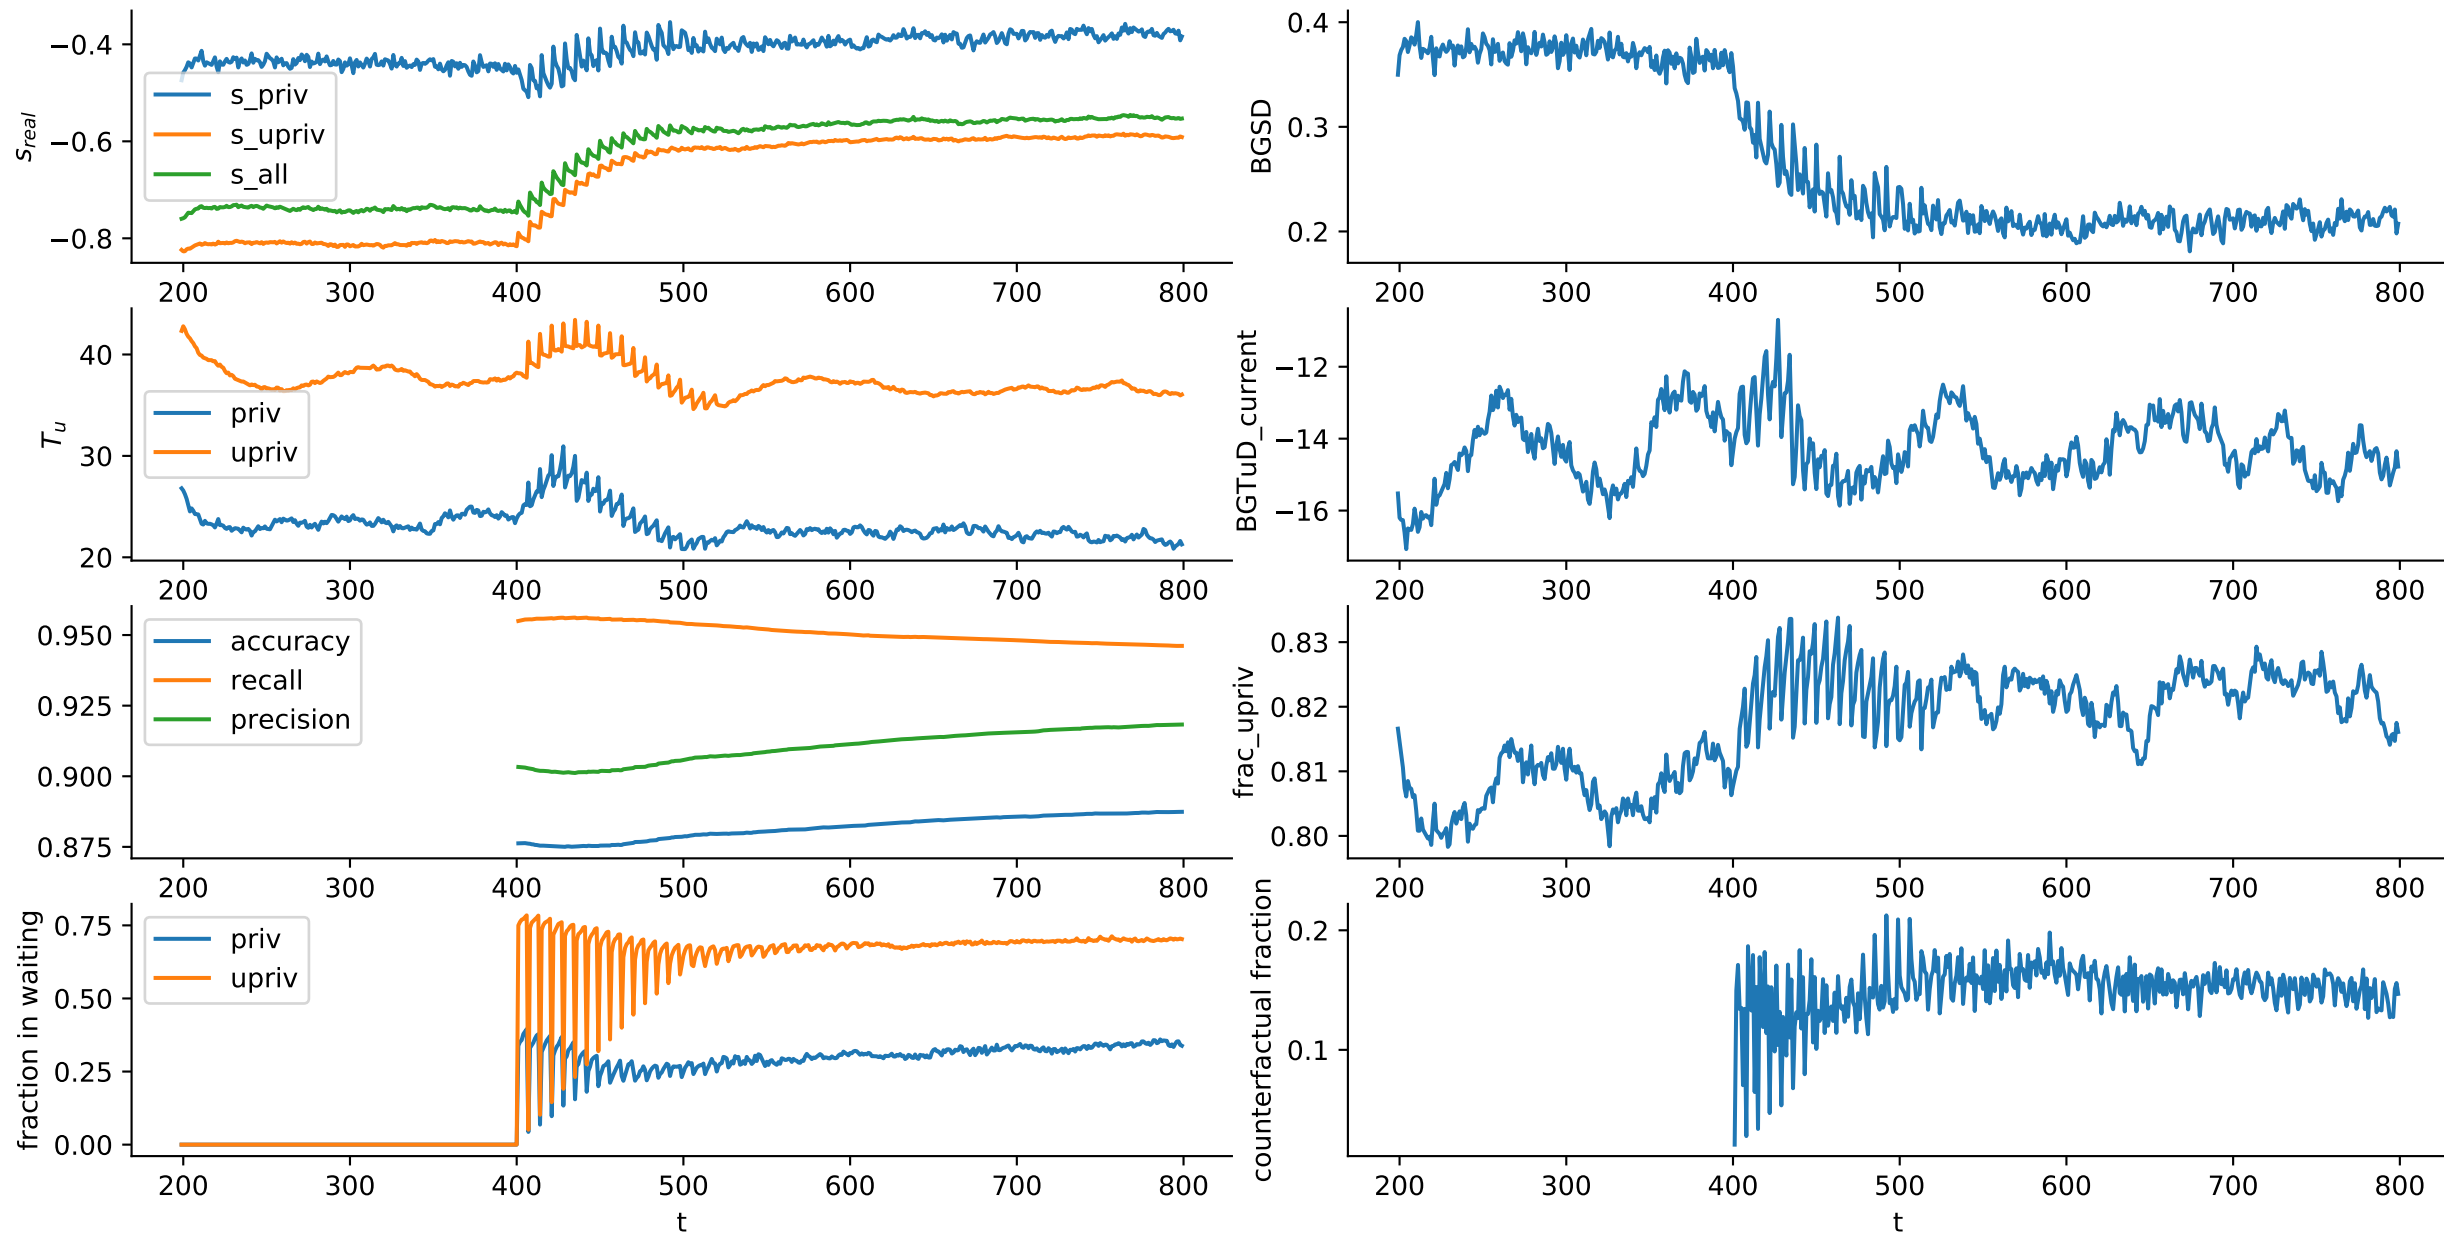 s_real
−0.4
−0.6
−0.8
s_priv
s_upriv
s_all
200 300 400 500 600 700 800
BGSD
0.4
0.3
0.2
200 300 400 500 600 700 800
T_u
40
30
20
priv
upriv
200 300 400 500 600 700 800
BGTuD_current
−12
−14
−16
200 300 400 500 600 700 800
0.950
0.925
0.900
0.875
accuracy
recall
precision
200 300 400 500 600 700 800
frac_upriv
0.83
0.82
0.81
0.80
200 300 400 500 600 700 800
fraction in waiting
0.75
0.50
0.25
0.00
priv
upriv
200 300 400 500 600 700 800
t
counterfactual fraction
0.2
0.1
200 300 400 500 600 700 800
t